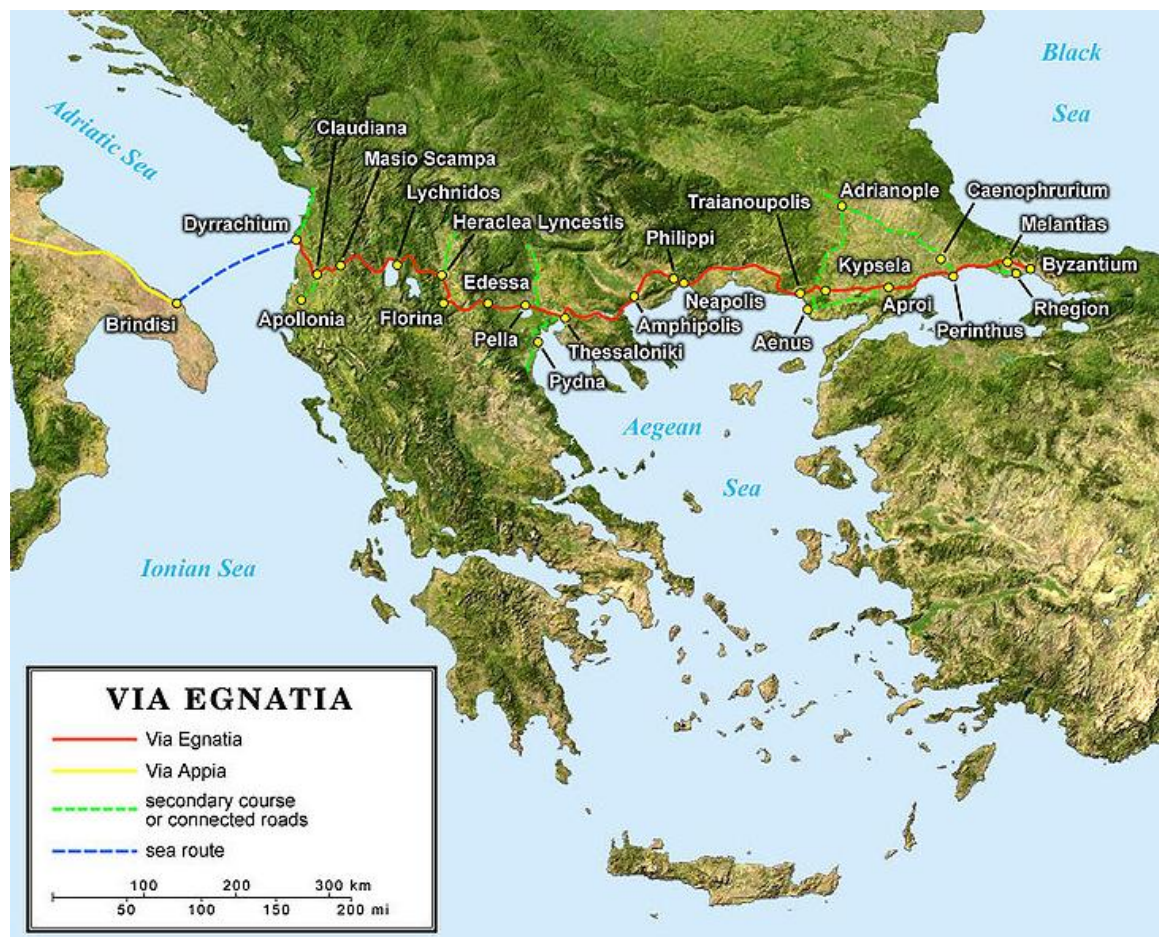 Black
Sea
Adriatic Sea
Claudiana
Masio Scampa
Lychnidos
Heraclea Lyncestis
Dyrrachium
Traianoupolis
Adrianople
Caenophrurium
Melantias
Philippi
Byzantium
Kypsela
Edessa
Neapolis
Rhegion
Brindisi
Apollonia
Florina
Amphipolis
Aproi
Perinthus
Pella
Thessaloniki
Aenus
Pydna
Aegean
Sea
Ionian Sea
VIA EGNATIA
Via Egnatia
Via Appia
secondary course
or connected roads
sea route
100 200 300 km
50 100 150 200 mi